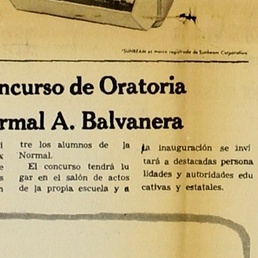 *SUNBEAM es marca registrada de Sunbeam Corporation
ncurso de Oratoria
rmal A. Balvanera
tre los alumnos de la
Normal.
El concurso tendrá lu
gar en el salón de actos
de la propia escuela y a
La inauguración se invi
tará a destacadas persona
lidades y autoridades edu
cativas y estatales.